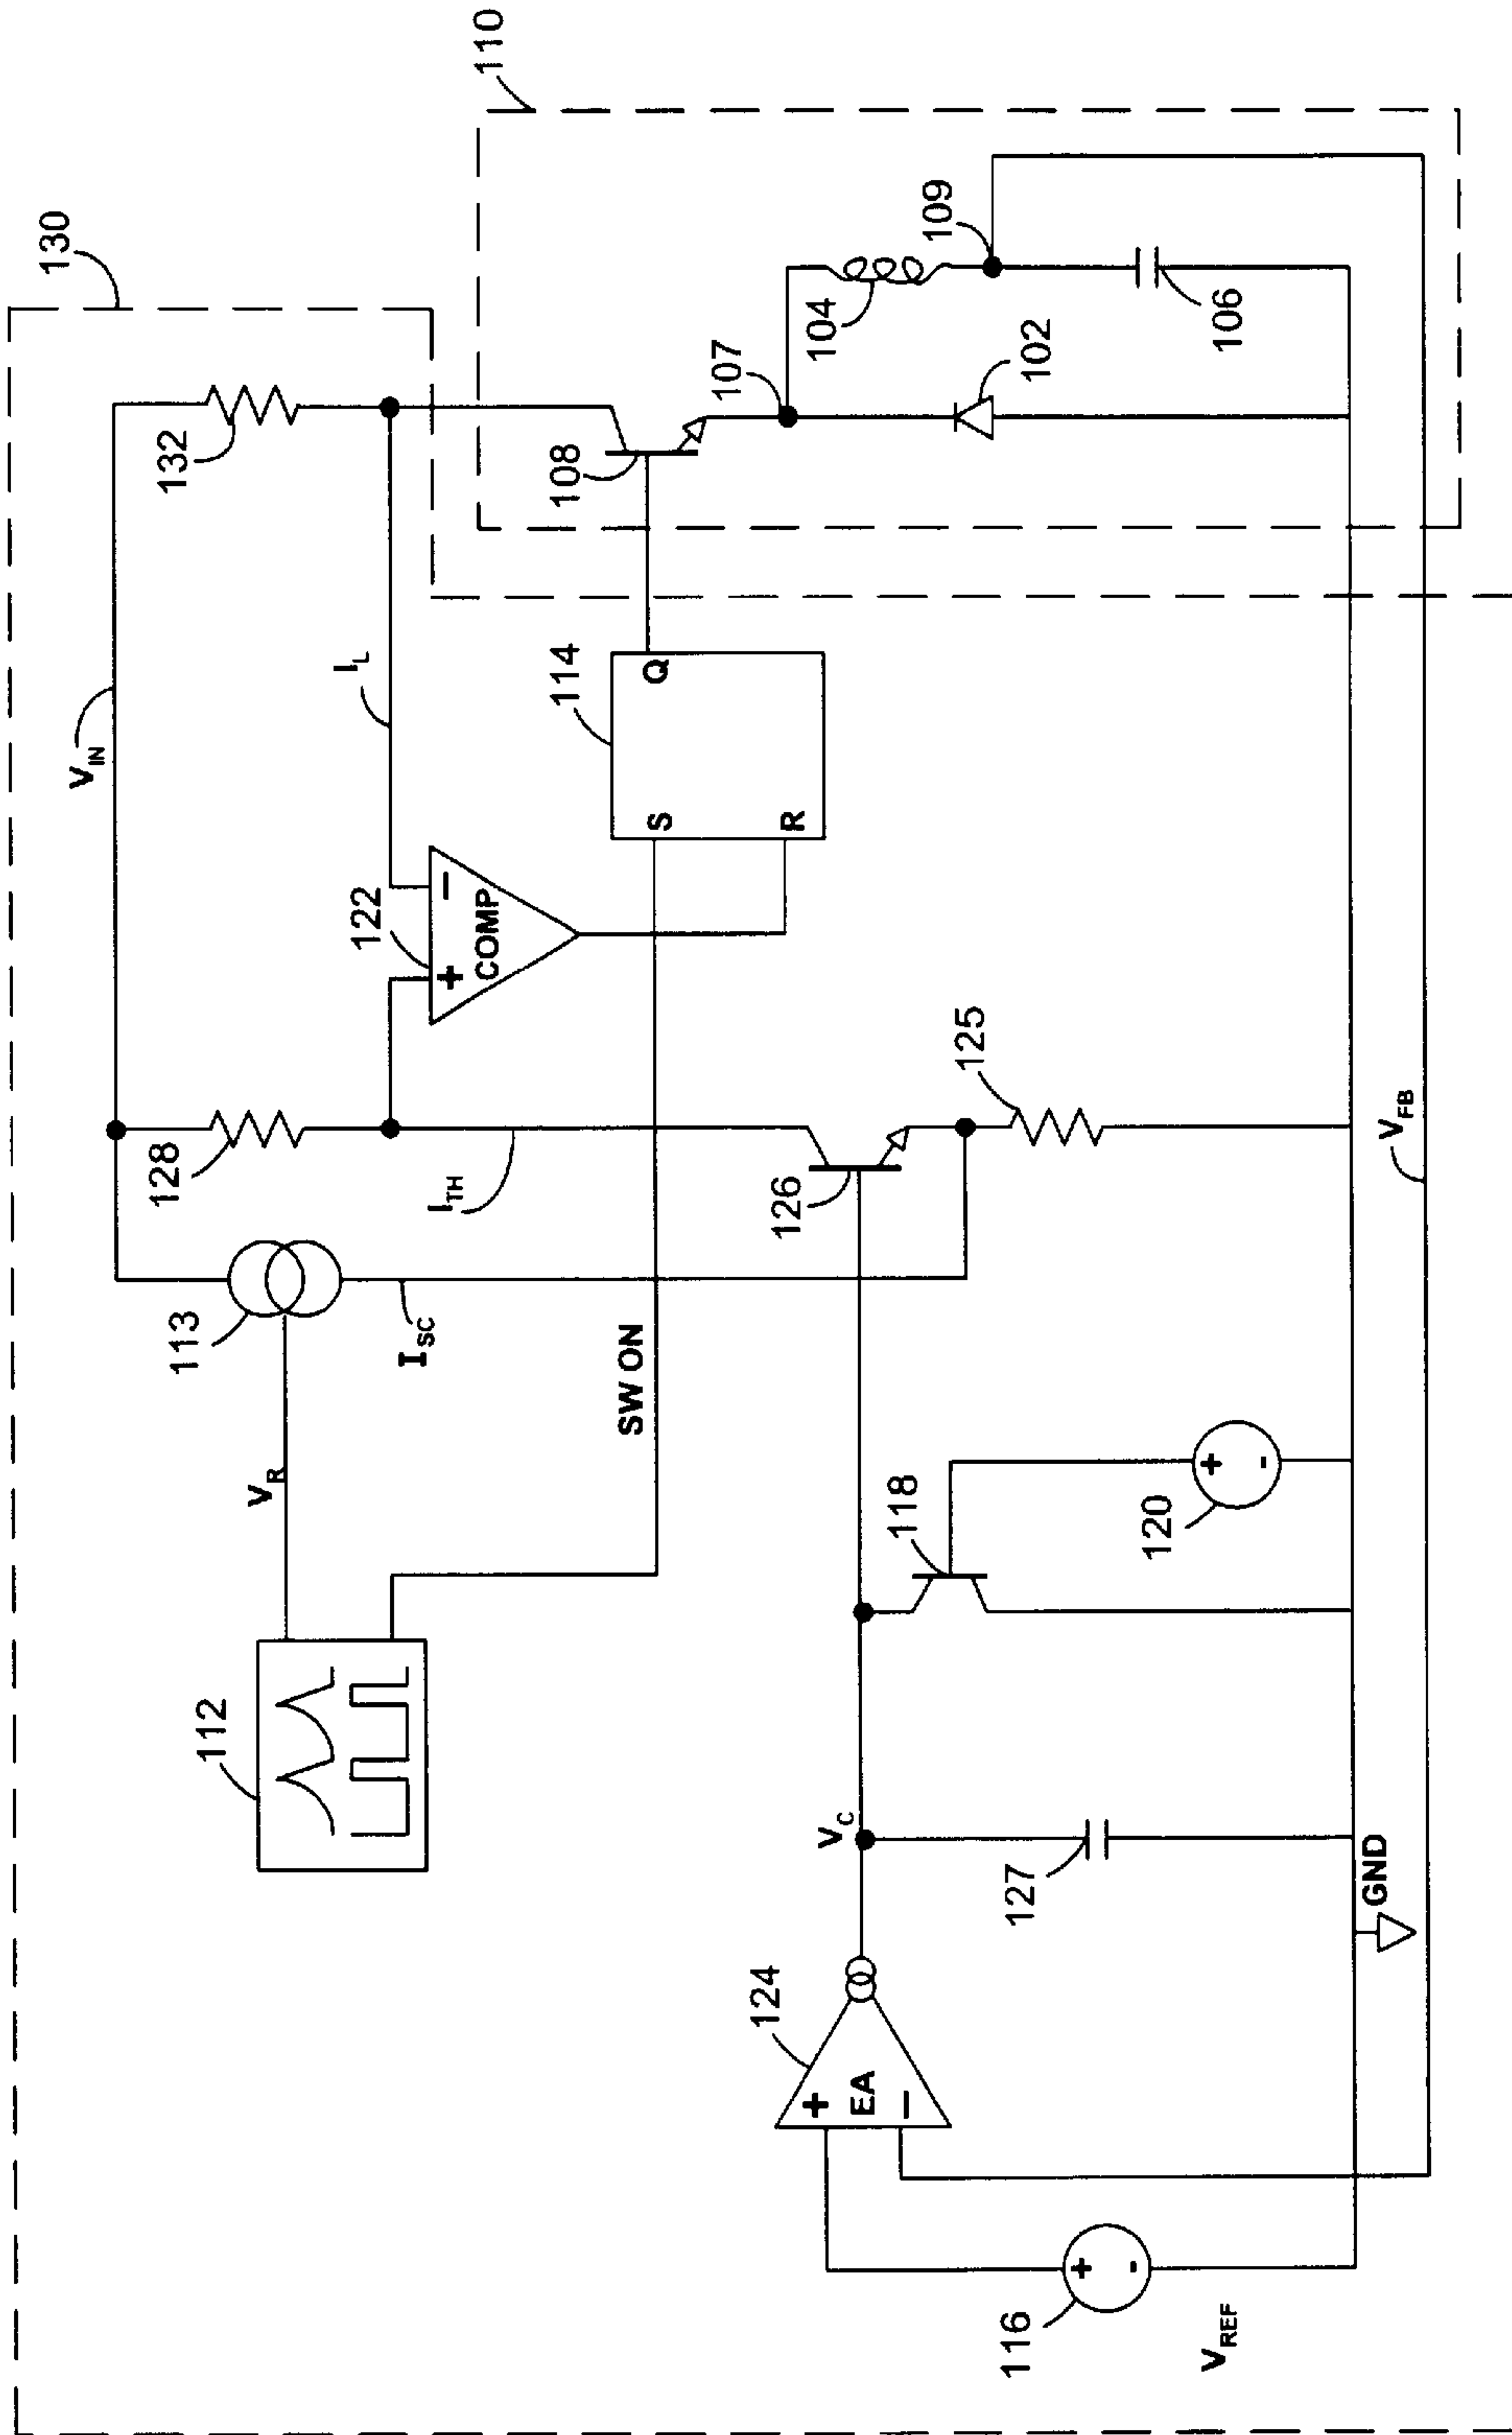 130
110
V_IN
132
I_L
128
122
+
−
COMP
113
V_R
I_SC
I_TH
SW ON
112
114
S
Q
R
108
107
104
109
102
106
126
125
118
120
+
-
V_C
127
124
+
EA
−
116
+
-
V_REF
GND
V_FB